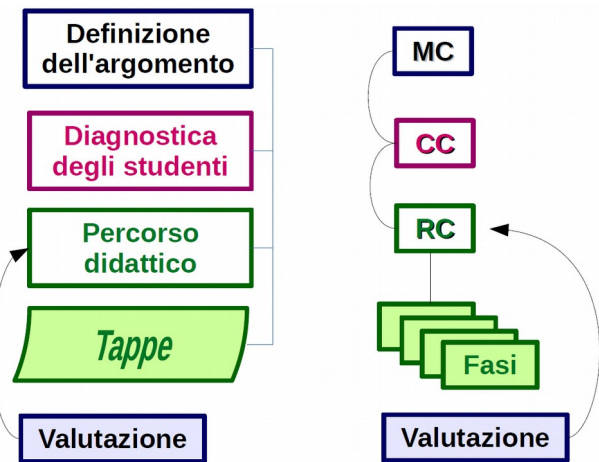 Definizione
dell'argomento
Diagnostica
degli studenti
Percorso
didattico
Tappe
Valutazione
MC
CC
RC
Fasi
Valutazione